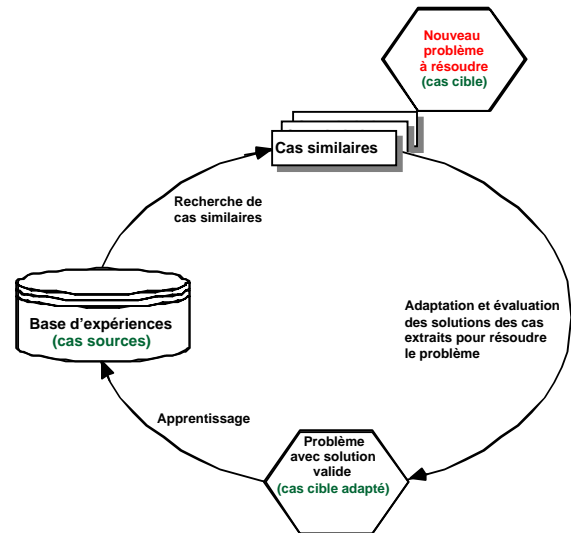 Nouveau
problème
à résoudre
(cas cible)
Cas similaires
Recherche de
cas similaires
Base d'expériences
(cas sources)
Adaptation et évaluation
des solutions des cas
extraits pour résoudre
le problème
Apprentissage
Problème
avec solution
valide
(cas cible adapté)